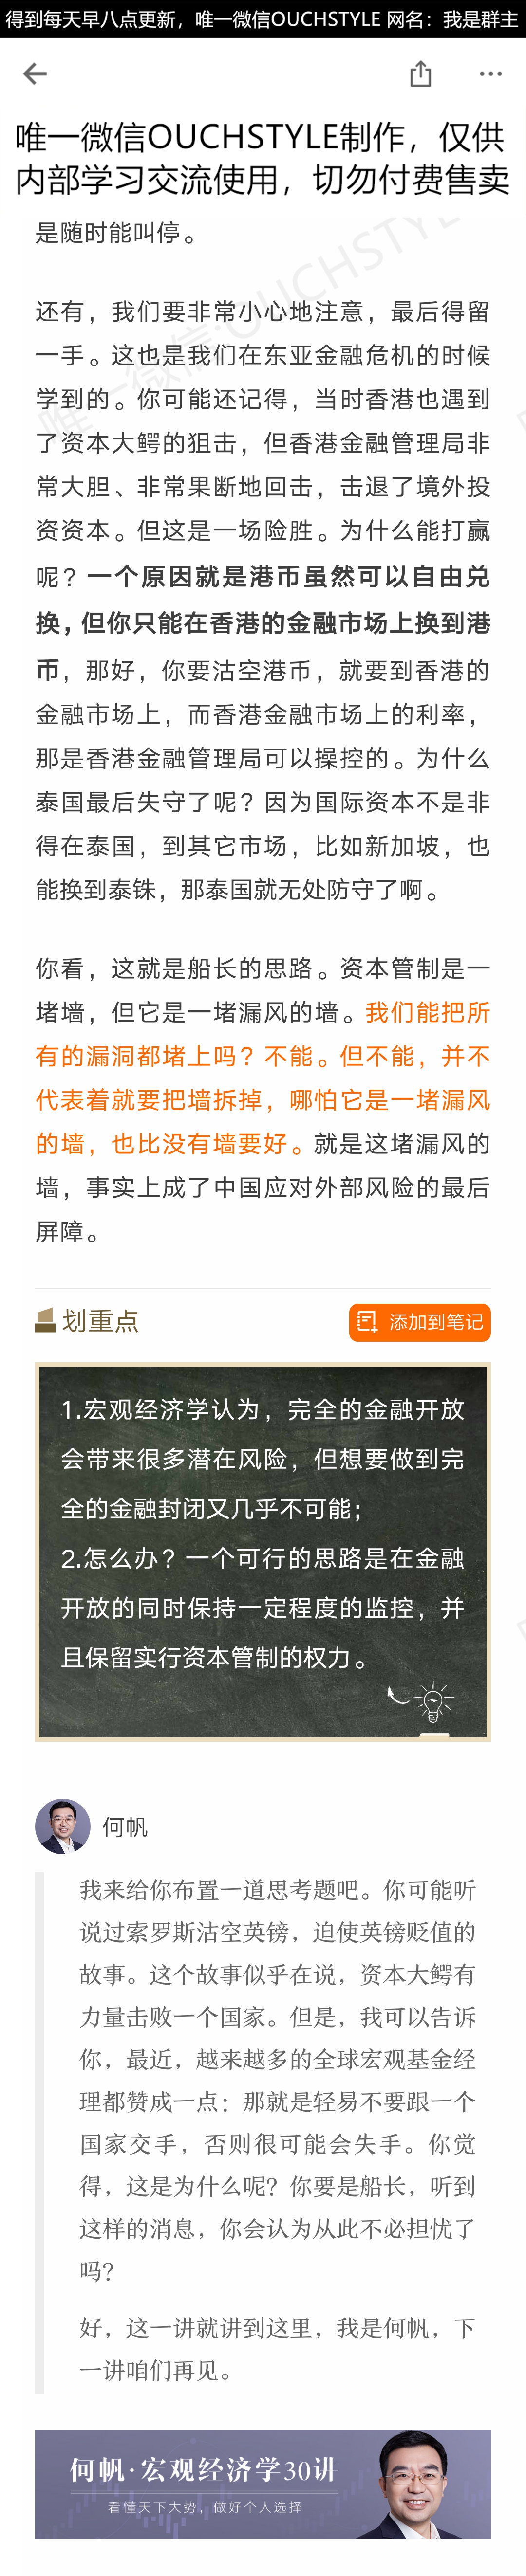 得到每天早八点更新，唯一微信OUCHSTYLE 网名：我是群主
唯一微信OUCHSTYLE制作，仅供
内部学习交流使用，切勿付费售卖
是随时能叫停。
唯一微信:OUCHSTYLE
还有，我们要非常小心地注意，最后得留
一手。这也是我们在东亚金融危机的时候
学到的。你可能还记得，当时香港也遇到
了资本大鳄的狙击，但香港金融管理局非
常大胆、非常果断地回击，击退了境外投
资资本。但这是一场险胜。为什么能打赢
呢？一个原因就是港币虽然可以自由兑
换，但你只能在香港的金融市场上换到港
币，那好，你要沽空港币，就要到香港的
金融市场上，而香港金融市场上的利率，
那是香港金融管理局可以操控的。为什么
泰国最后失守了呢？因为国际资本不是非
得在泰国，到其它市场，比如新加坡，也
能换到泰铢，那泰国就无处防守了啊。
你看，这就是船长的思路。资本管制是一
堵墙，但它是一堵漏风的墙。我们能把所
有的漏洞都堵上吗？不能。但不能，并不
代表着就要把墙拆掉，哪怕它是一堵漏风
的墙，也比没有墙要好。就是这堵漏风的
墙，事实上成了中国应对外部风险的最后
屏障。
划重点
添加到笔记
1.宏观经济学认为，完全的金融开放
会带来很多潜在风险，但想要做到完
全的金融封闭又几乎不可能；
2.怎么办？一个可行的思路是在金融
开放的同时保持一定程度的监控，并
且保留实行资本管制的权力。
何帆
我来给你布置一道思考题吧。你可能听
说过索罗斯沽空英镑，迫使英镑贬值的
故事。这个故事似乎在说，资本大鳄有
力量击败一个国家。但是，我可以告诉
你，最近，越来越多的全球宏观基金经
理都赞成一点：那就是轻易不要跟一个
国家交手，否则很可能会失手。你觉
得，这是为什么呢？你要是船长，听到
这样的消息，你会认为从此不必担忧了
吗？
好，这一讲就讲到这里，我是何帆，下
一讲咱们再见。
何帆·宏观经济学30讲
看懂天下大势，做好个人选择